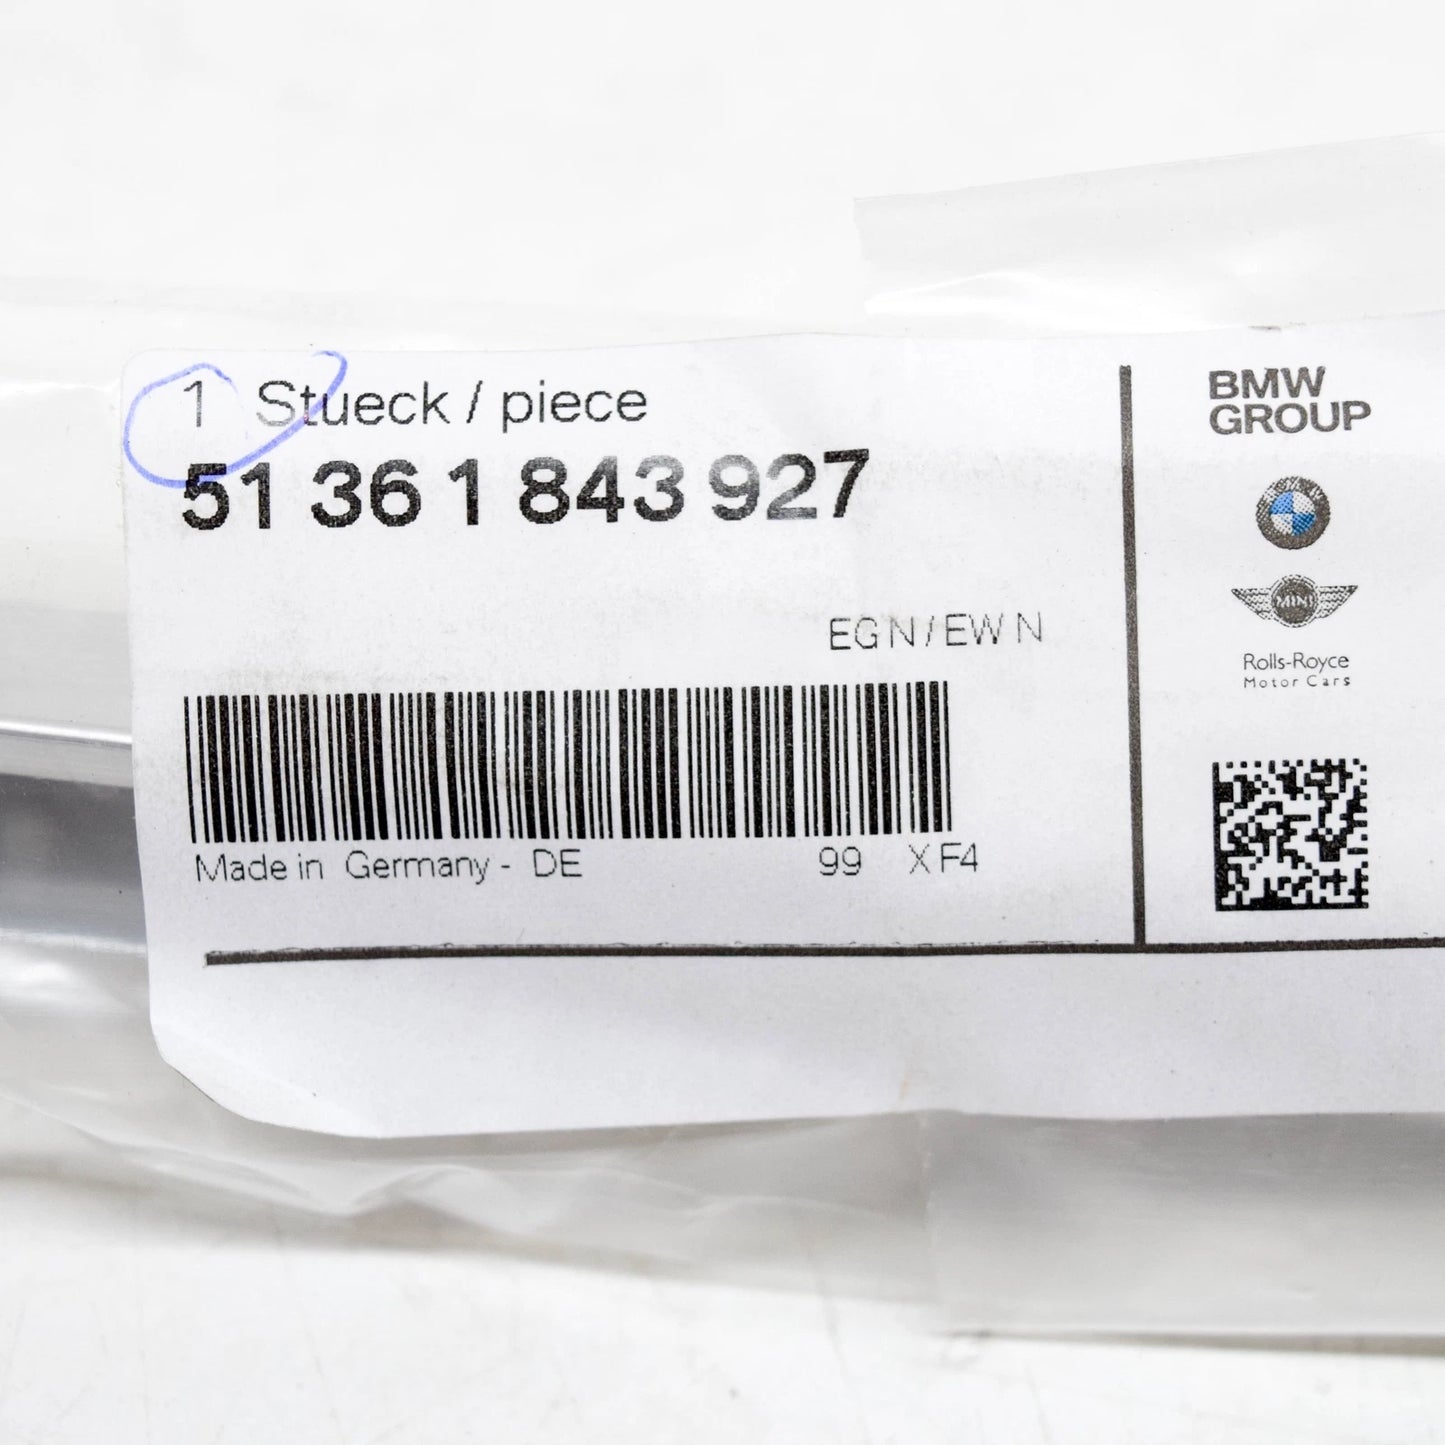 1 Stueck / piece
51 36 1 843 927
EG N / EW N
Made in Germany - DE 99 XF4
BMW
GROUP
MINI
Rolls-Royce
Motor Cars